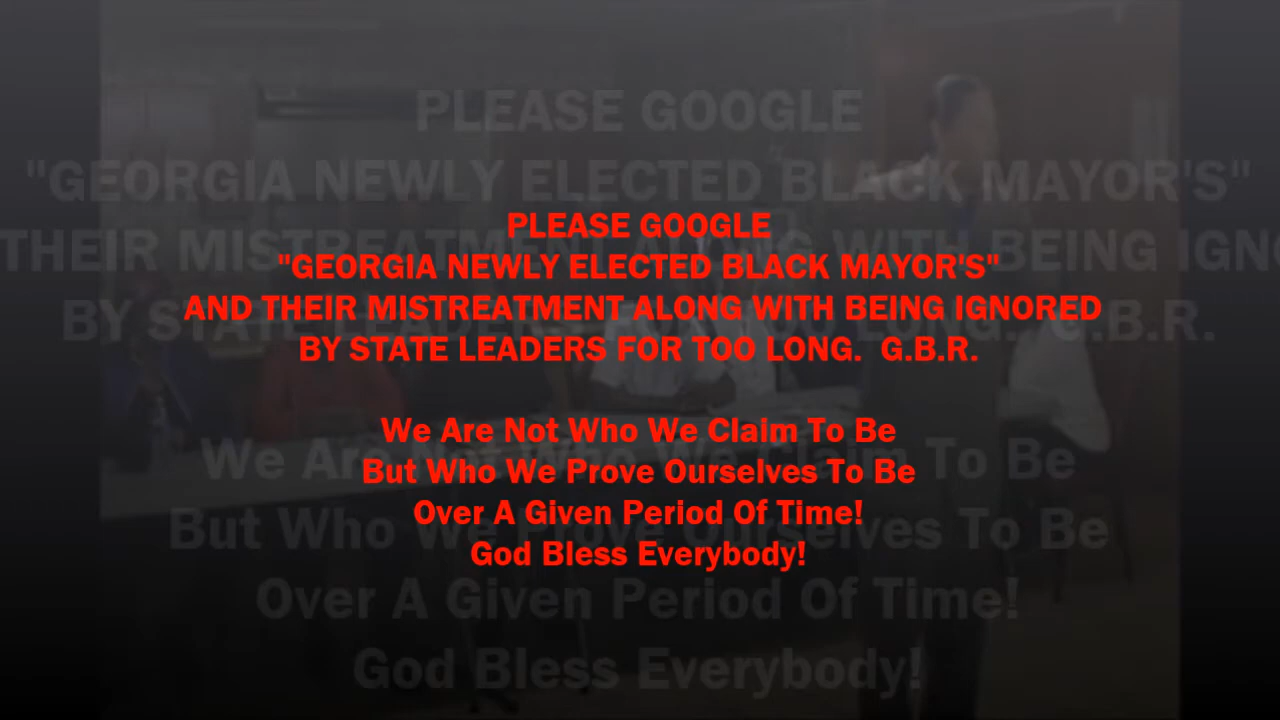 PLEASE GOOGLE
"GEORGIA NEWLY ELECTED BLACK MAYOR'S"
AND THEIR MISTREATMENT ALONG WITH BEING IGNORED
BY STATE LEADERS FOR TOO LONG.  G.B.R.
We Are Not Who We Claim To Be
But Who We Prove Ourselves To Be
Over A Given Period Of Time!
God Bless Everybody!